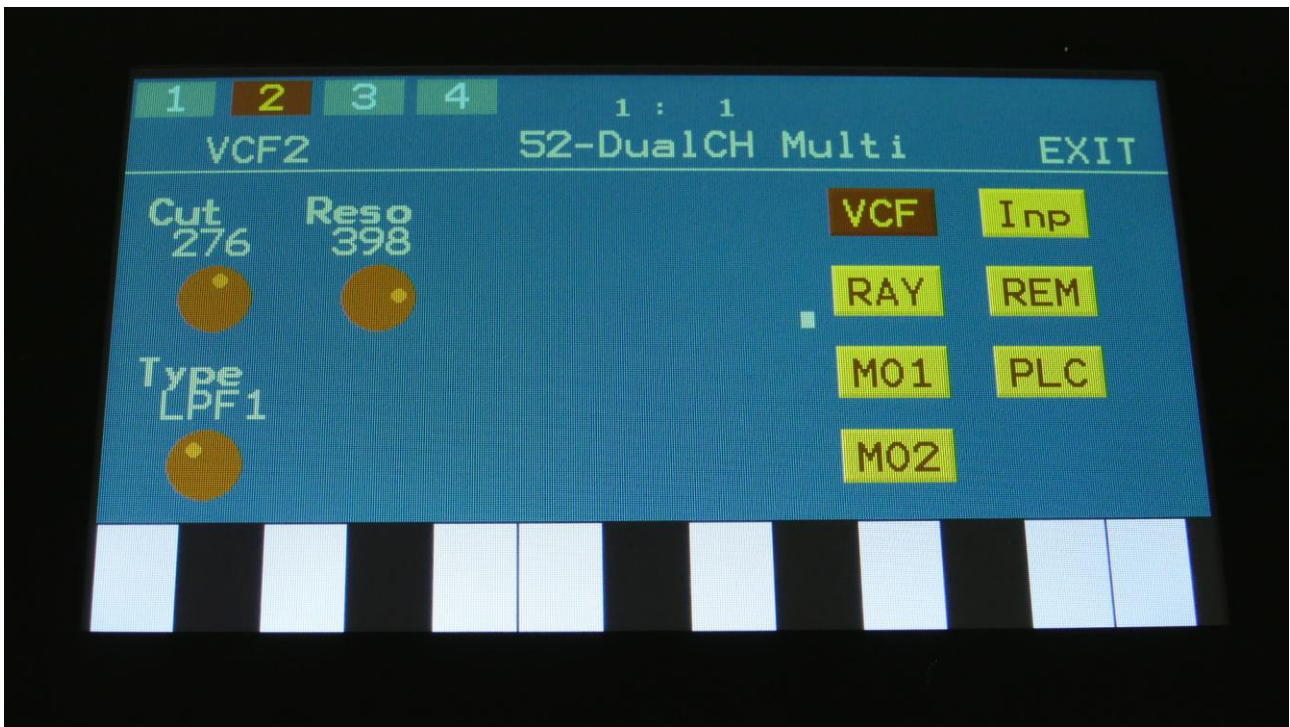 1 2 3 4 1 : 1
VCF2 52-DualCH Multi EXIT
Cut Reso VCF Inp
276 398
RAY REM
Type MO1 PLC
LPF1
MO2